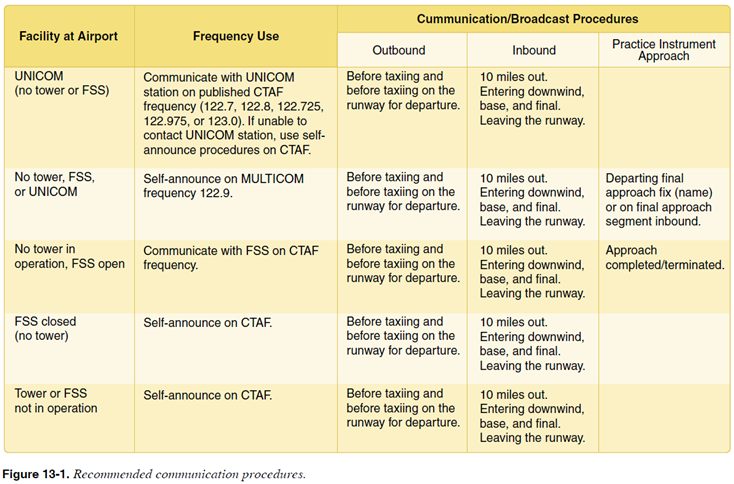 Cummunication/Broadcast Procedures
Facility at Airport
Frequency Use
Outbound
Inbound
Practice Instrument
Approach
UNICOM
(no tower or FSS)
Communicate with UNICOM
station on published CTAF
frequency (122.7, 122.8, 122.725,
122.975, or 123.0). If unable to
contact UNICOM station, use self-
announce procedures on CTAF.
Before taxiing and
before taxiing on the
runway for departure.
10 miles out.
Entering downwind,
base, and final.
Leaving the runway.
No tower, FSS,
or UNICOM
Self-announce on MULTICOM
frequency 122.9.
Before taxiing and
before taxiing on the
runway for departure.
10 miles out.
Entering downwind,
base, and final.
Leaving the runway.
Departing final
approach fix (name)
or on final approach
segment inbound.
No tower in
operation, FSS open
Communicate with FSS on CTAF
frequency.
Before taxiing and
before taxiing on the
runway for departure.
10 miles out.
Entering downwind,
base, and final.
Leaving the runway.
Approach
completed/terminated.
FSS closed
(no tower)
Self-announce on CTAF.
Before taxiing and
before taxiing on the
runway for departure.
10 miles out.
Entering downwind,
base, and final.
Leaving the runway.
Tower or FSS
not in operation
Self-announce on CTAF.
Before taxiing and
before taxiing on the
runway for departure.
10 miles out.
Entering downwind,
base, and final.
Leaving the runway.
Figure 13-1. Recommended communication procedures.